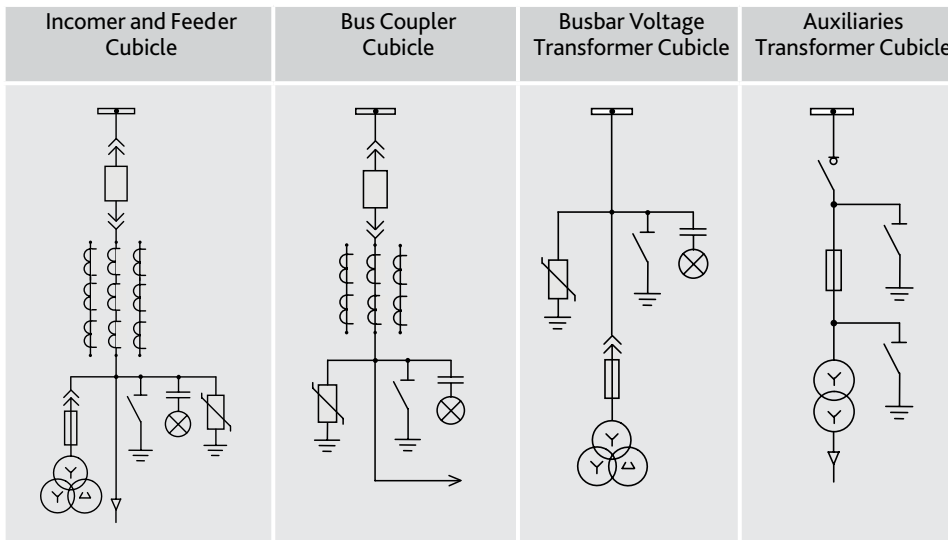 Incomer and Feeder
Cubicle
Bus Coupler
Cubicle
Busbar Voltage
Transformer Cubicle
Auxiliaries
Transformer Cubicle
Y
Y
Y
Y
Y
Y